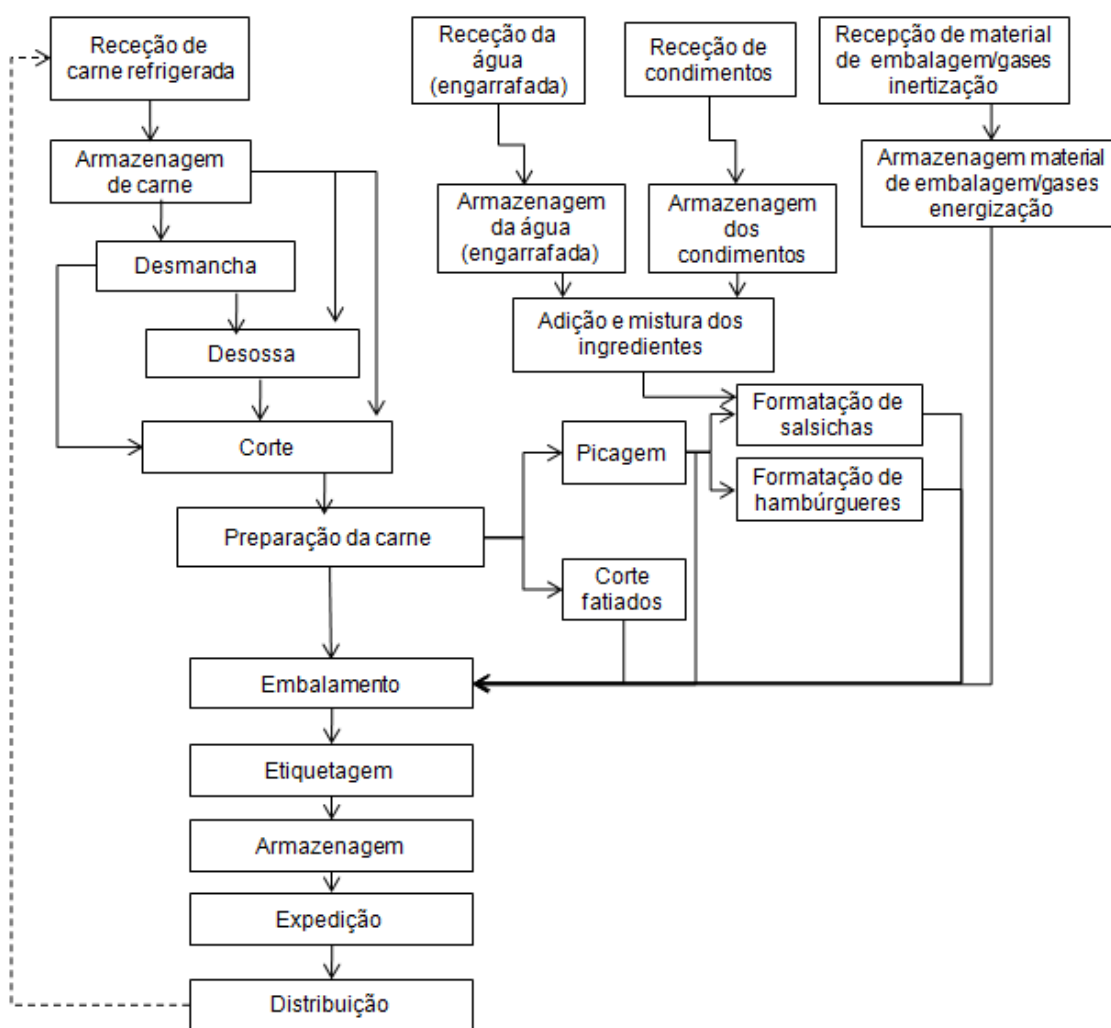 Receção de
carne refrigerada
Receção da
água
(engarrafada)
Receção de
condimentos
Recepção de material
de embalagem/gases
inertização
Armazenagem
de carne
Armazenagem material
de embalagem/gases
energização
Armazenagem
da água
(engarrafada)
Armazenagem
dos
condimentos
Desmancha
Adição e mistura dos
ingredientes
Desossa
Formatação de
salsichas
Corte
Picagem
Formatação de
hambúrgueres
Preparação da carne
Corte
fatiados
Embalamento
Etiquetagem
Armazenagem
Expedição
Distribuição